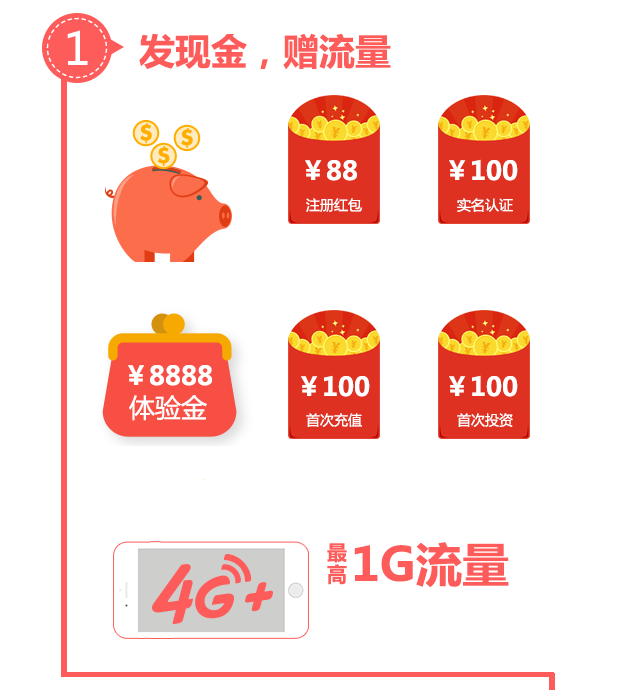 1
发现金，赠流量
¥88
注册红包
¥100
实名认证
¥8888
体验金
¥100
首次充值
¥100
首次投资
4G+
最高
1G流量